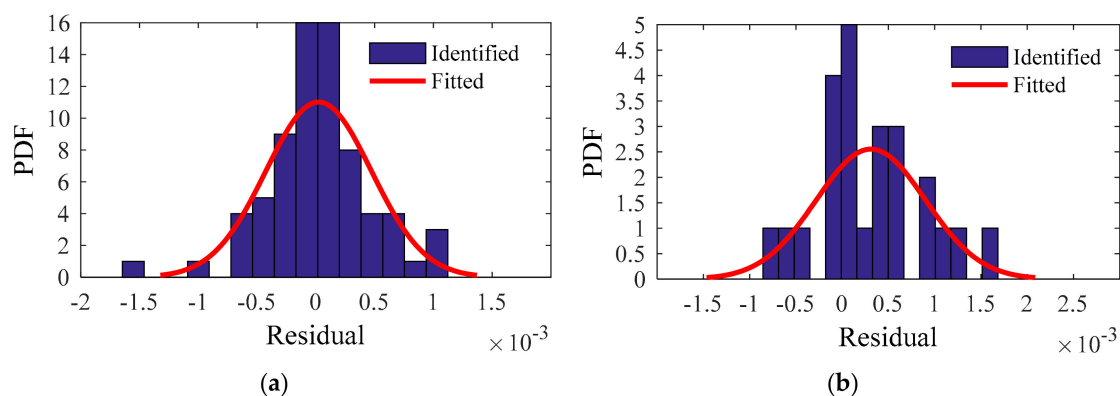 16
14
12
10
8
6
4
2
0
PDF
Identified
Fitted
-2 -1.5 -1 -0.5 0 0.5 1 1.5
Residual
×10-3
(a)
5
4.5
4
3.5
3
2.5
2
1.5
1
0.5
0
PDF
Identified
Fitted
-1.5 -1 -0.5 0 0.5 1 1.5 2 2.5
Residual
×10-3
(b)